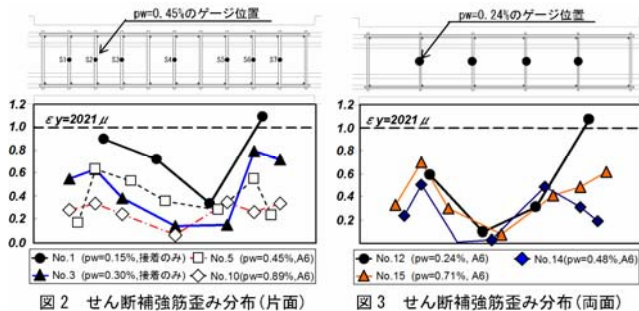 pw=0.45%のゲージ位置
S1 S2 S3 S4 S5 S6 S7
1.2
εy=2021μ
1.0
0.8
0.6
0.4
0.2
0.0
No.1 (pw=0.15%,接着のみ) No.5 (pw=0.45%,A6)
No.3 (pw=0.30%,接着のみ) No.10(pw=0.89%,A6)
図2 せん断補強筋歪み分布(片面)
pw=0.24%のゲージ位置
1.2
εy=2021μ
1.0
0.8
0.6
0.4
0.2
No.12 (pw=0.24%, A6) No.14(pw=0.48%,A6)
No.15 (pw=0.71%, A6)
図3 せん断補強筋歪み分布(両面)